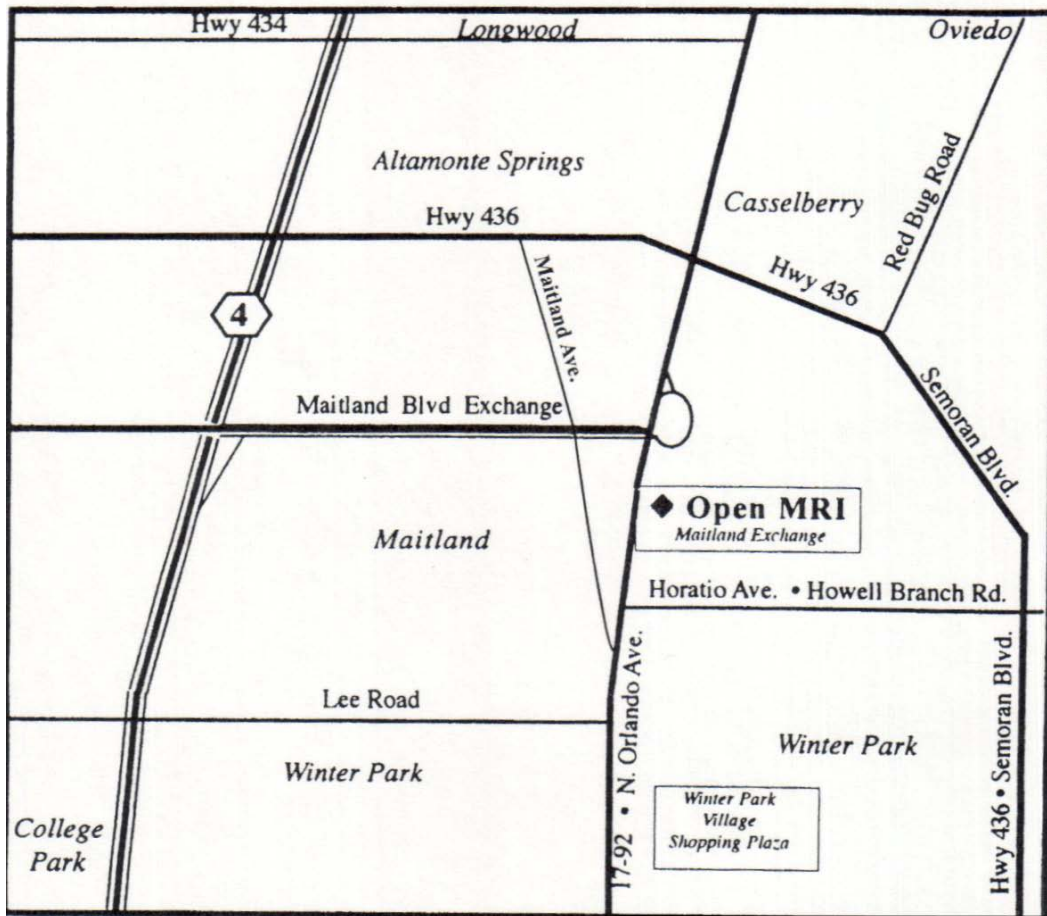 Hwy 434
Longwood
Oviedo
Altamonte Springs
Casselberry
Red Bug Road
Hwy 436
Hwy 436
Maitland Ave.
4
Semoran Blvd.
Maitland Blvd Exchange
◆ Open MRI
Maitland Exchange
Maitland
Horatio Ave. • Howell Branch Rd.
Lee Road
17-92 • N. Orlando Ave.
Hwy 436 • Semoran Blvd.
Winter Park
Winter Park
Winter Park
Village
Shopping Plaza
College
Park